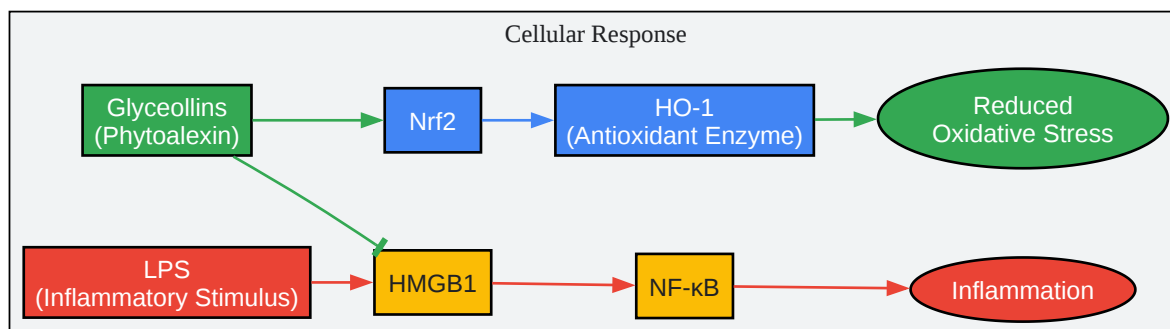 Cellular Response
Glyceollins
(Phytoalexin)
Nrf2
HO-1
(Antioxidant Enzyme)
Reduced
Oxidative Stress
LPS
(Inflammatory Stimulus)
HMGB1
NF-κB
Inflammation